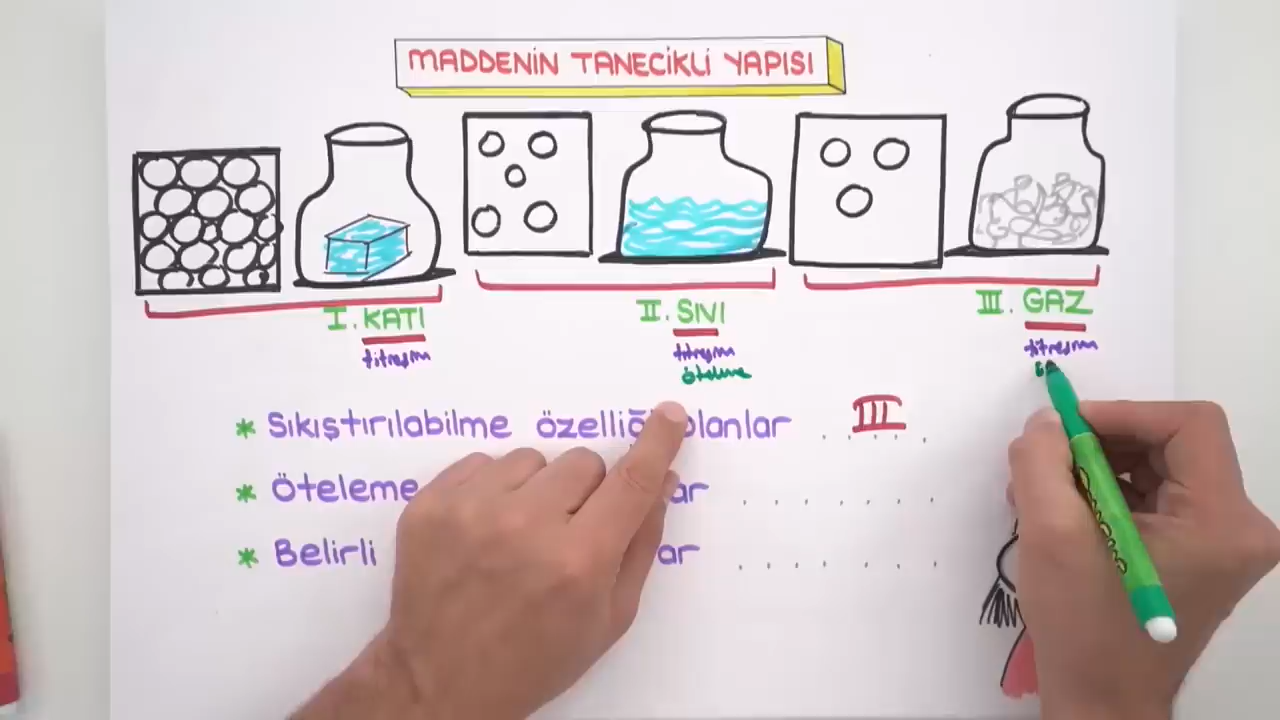 MADDENİN TANECİKLİ YAPISI
I. KATI
II. SIVI
III. GAZ
titreşim
titreşim
titreşim
öteleme
* Sıkıştırılabilme özelliği olanlar ....... III
* Öteleme ar .......
* Belirli ar .......